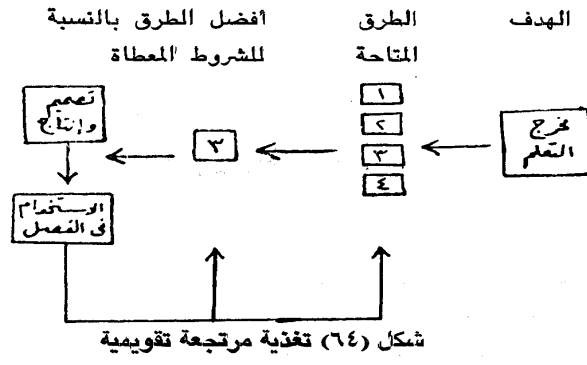 الهدف
الطرق
المتاحة
أفضل الطرق بالنسبة
للشروط المعطاة
مخرج
التعلم
١
٢
٣
٤
٣
تصميم
وإنتاج
الاستخدام
فى الفصل
شكل (٦٤) تغذية مرتجعة تقويمية